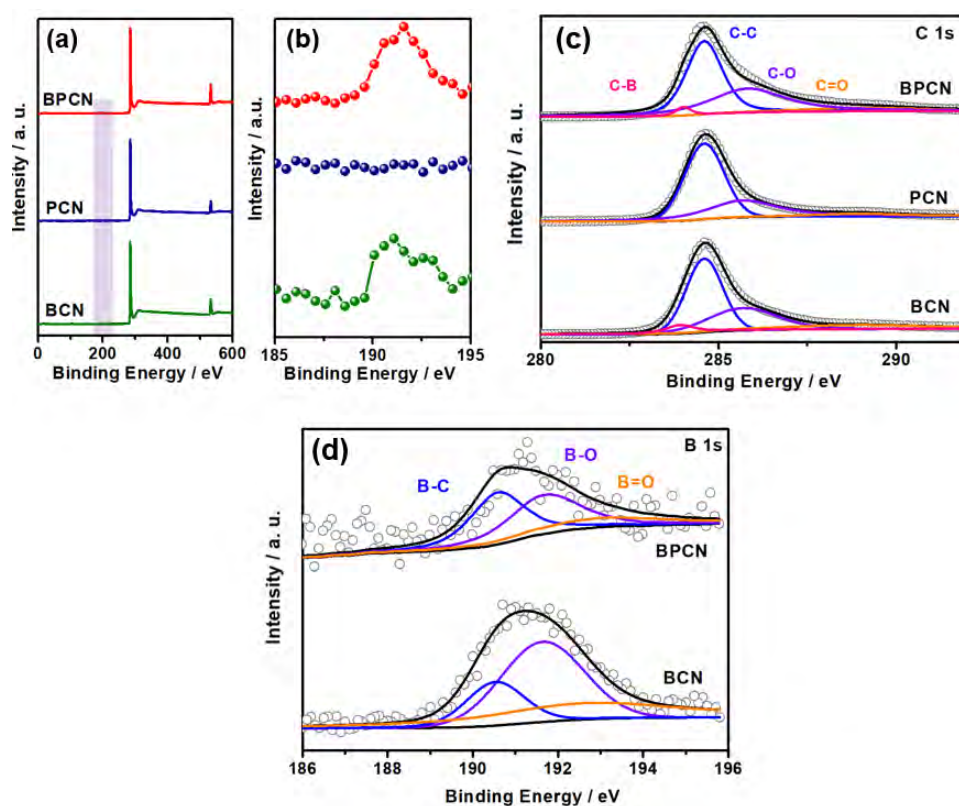 (a)
BPCN
PCN
BCN
Intensity / a. u.
0 200 400 600
Binding Energy / eV
(b)
Intensity / a.u.
185 190 195
Binding Energy / eV
(c)
C 1s
C-C
C-O
C-B
C=O
BPCN
PCN
BCN
Intensity / a. u.
280 285 290
Binding Energy / eV
(d)
B 1s
B-O
B-C
B=O
BPCN
BCN
Intensity / a. u.
186 188 190 192 194 196
Binding Energy / eV